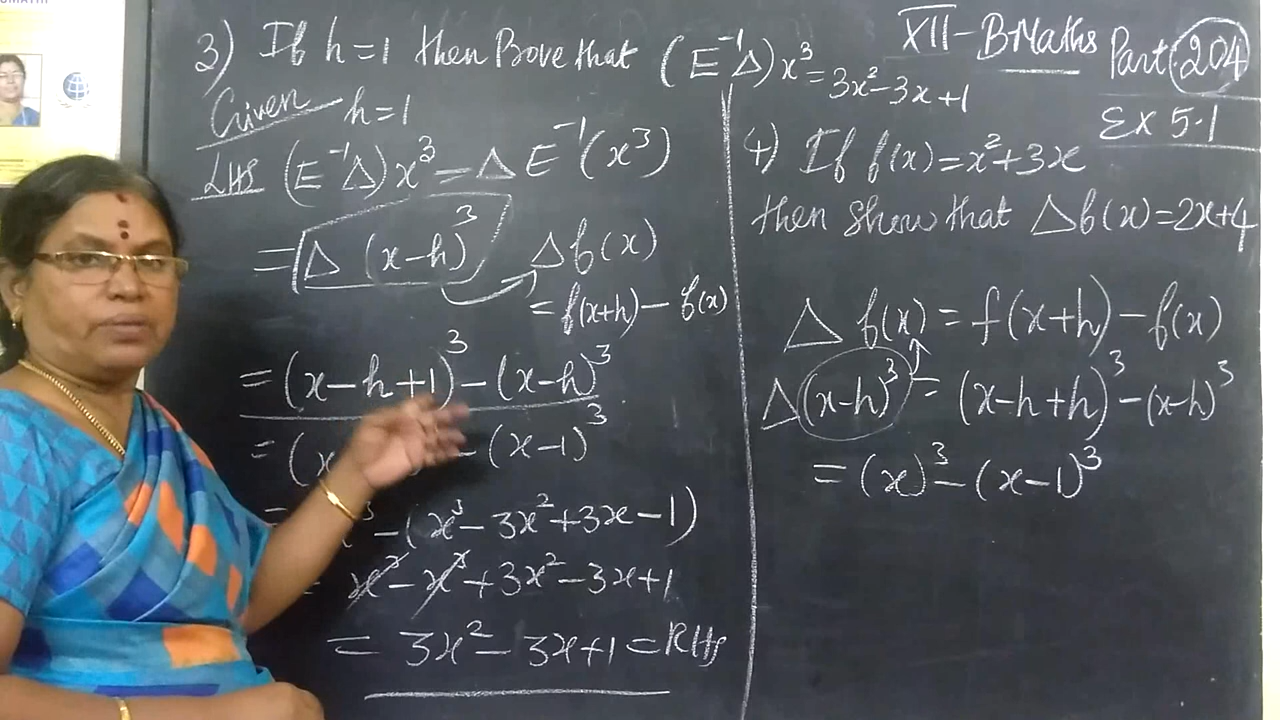 XII - B.Maths Part 204
Ex 5.1
3) If h = 1 then Prove that (E⁻¹Δ)x³ = 3x² - 3x + 1
Given h = 1
LHS (E⁻¹Δ)x³ = Δ E⁻¹(x³)
= Δ (x-h)³ Δf(x)
= f(x+h) - f(x)
= (x-h+1)³ - (x-h)³
= (x - (x-1)³
= x³ - (x³ - 3x² + 3x - 1)
= x³ - x³ + 3x² - 3x + 1
= 3x² - 3x + 1 = RHS
4) If f(x) = x² + 3x
then show that Δf(x) = 2x+4
Δ f(x) = f(x+h) - f(x)
Δ(x-h)³ = (x-h+h)³ - (x-h)³
= (x)³ - (x-1)³